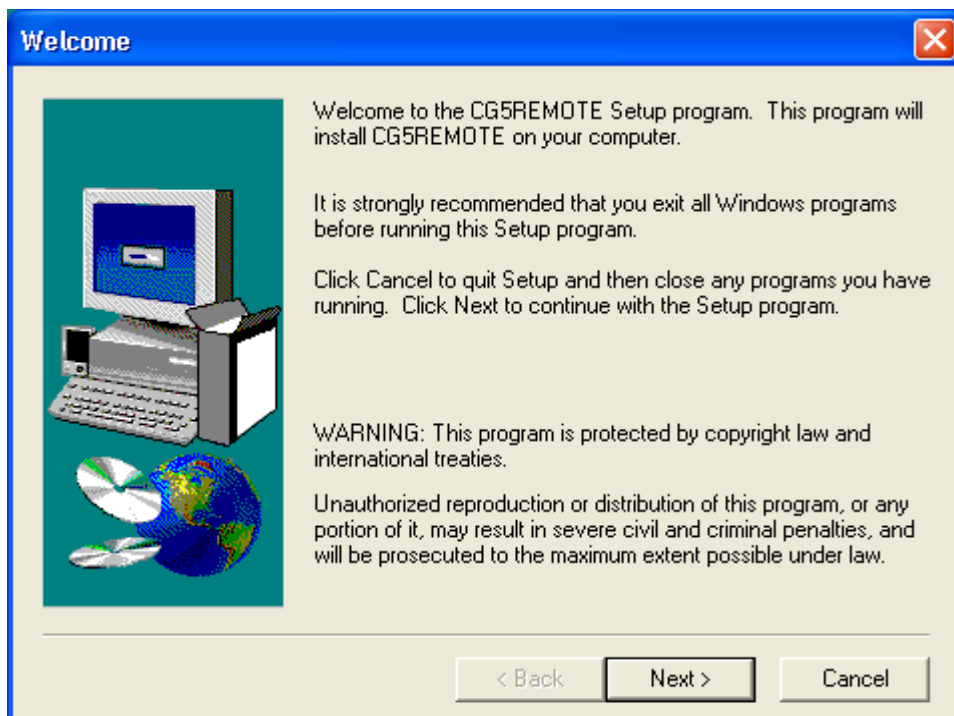 Welcome
Welcome to the CG5REMOTE Setup program.  This program will
install CG5REMOTE on your computer.
It is strongly recommended that you exit all Windows programs
before running this Setup program.
Click Cancel to quit Setup and then close any programs you have
running.  Click Next to continue with the Setup program.
WARNING: This program is protected by copyright law and
international treaties.
Unauthorized reproduction or distribution of this program, or any
portion of it, may result in severe civil and criminal penalties, and
will be prosecuted to the maximum extent possible under law.
< Back
Next >
Cancel